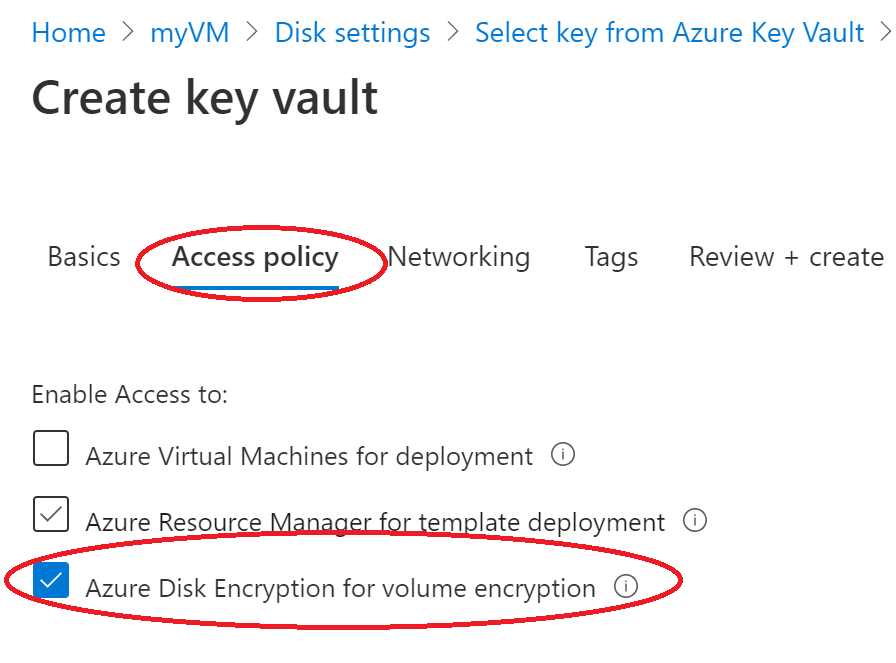 Home > myVM > Disk settings > Select key from Azure Key Vault >
Create key vault
Basics Access policy Networking Tags Review + create
Enable Access to:
Azure Virtual Machines for deployment
Azure Resource Manager for template deployment
Azure Disk Encryption for volume encryption